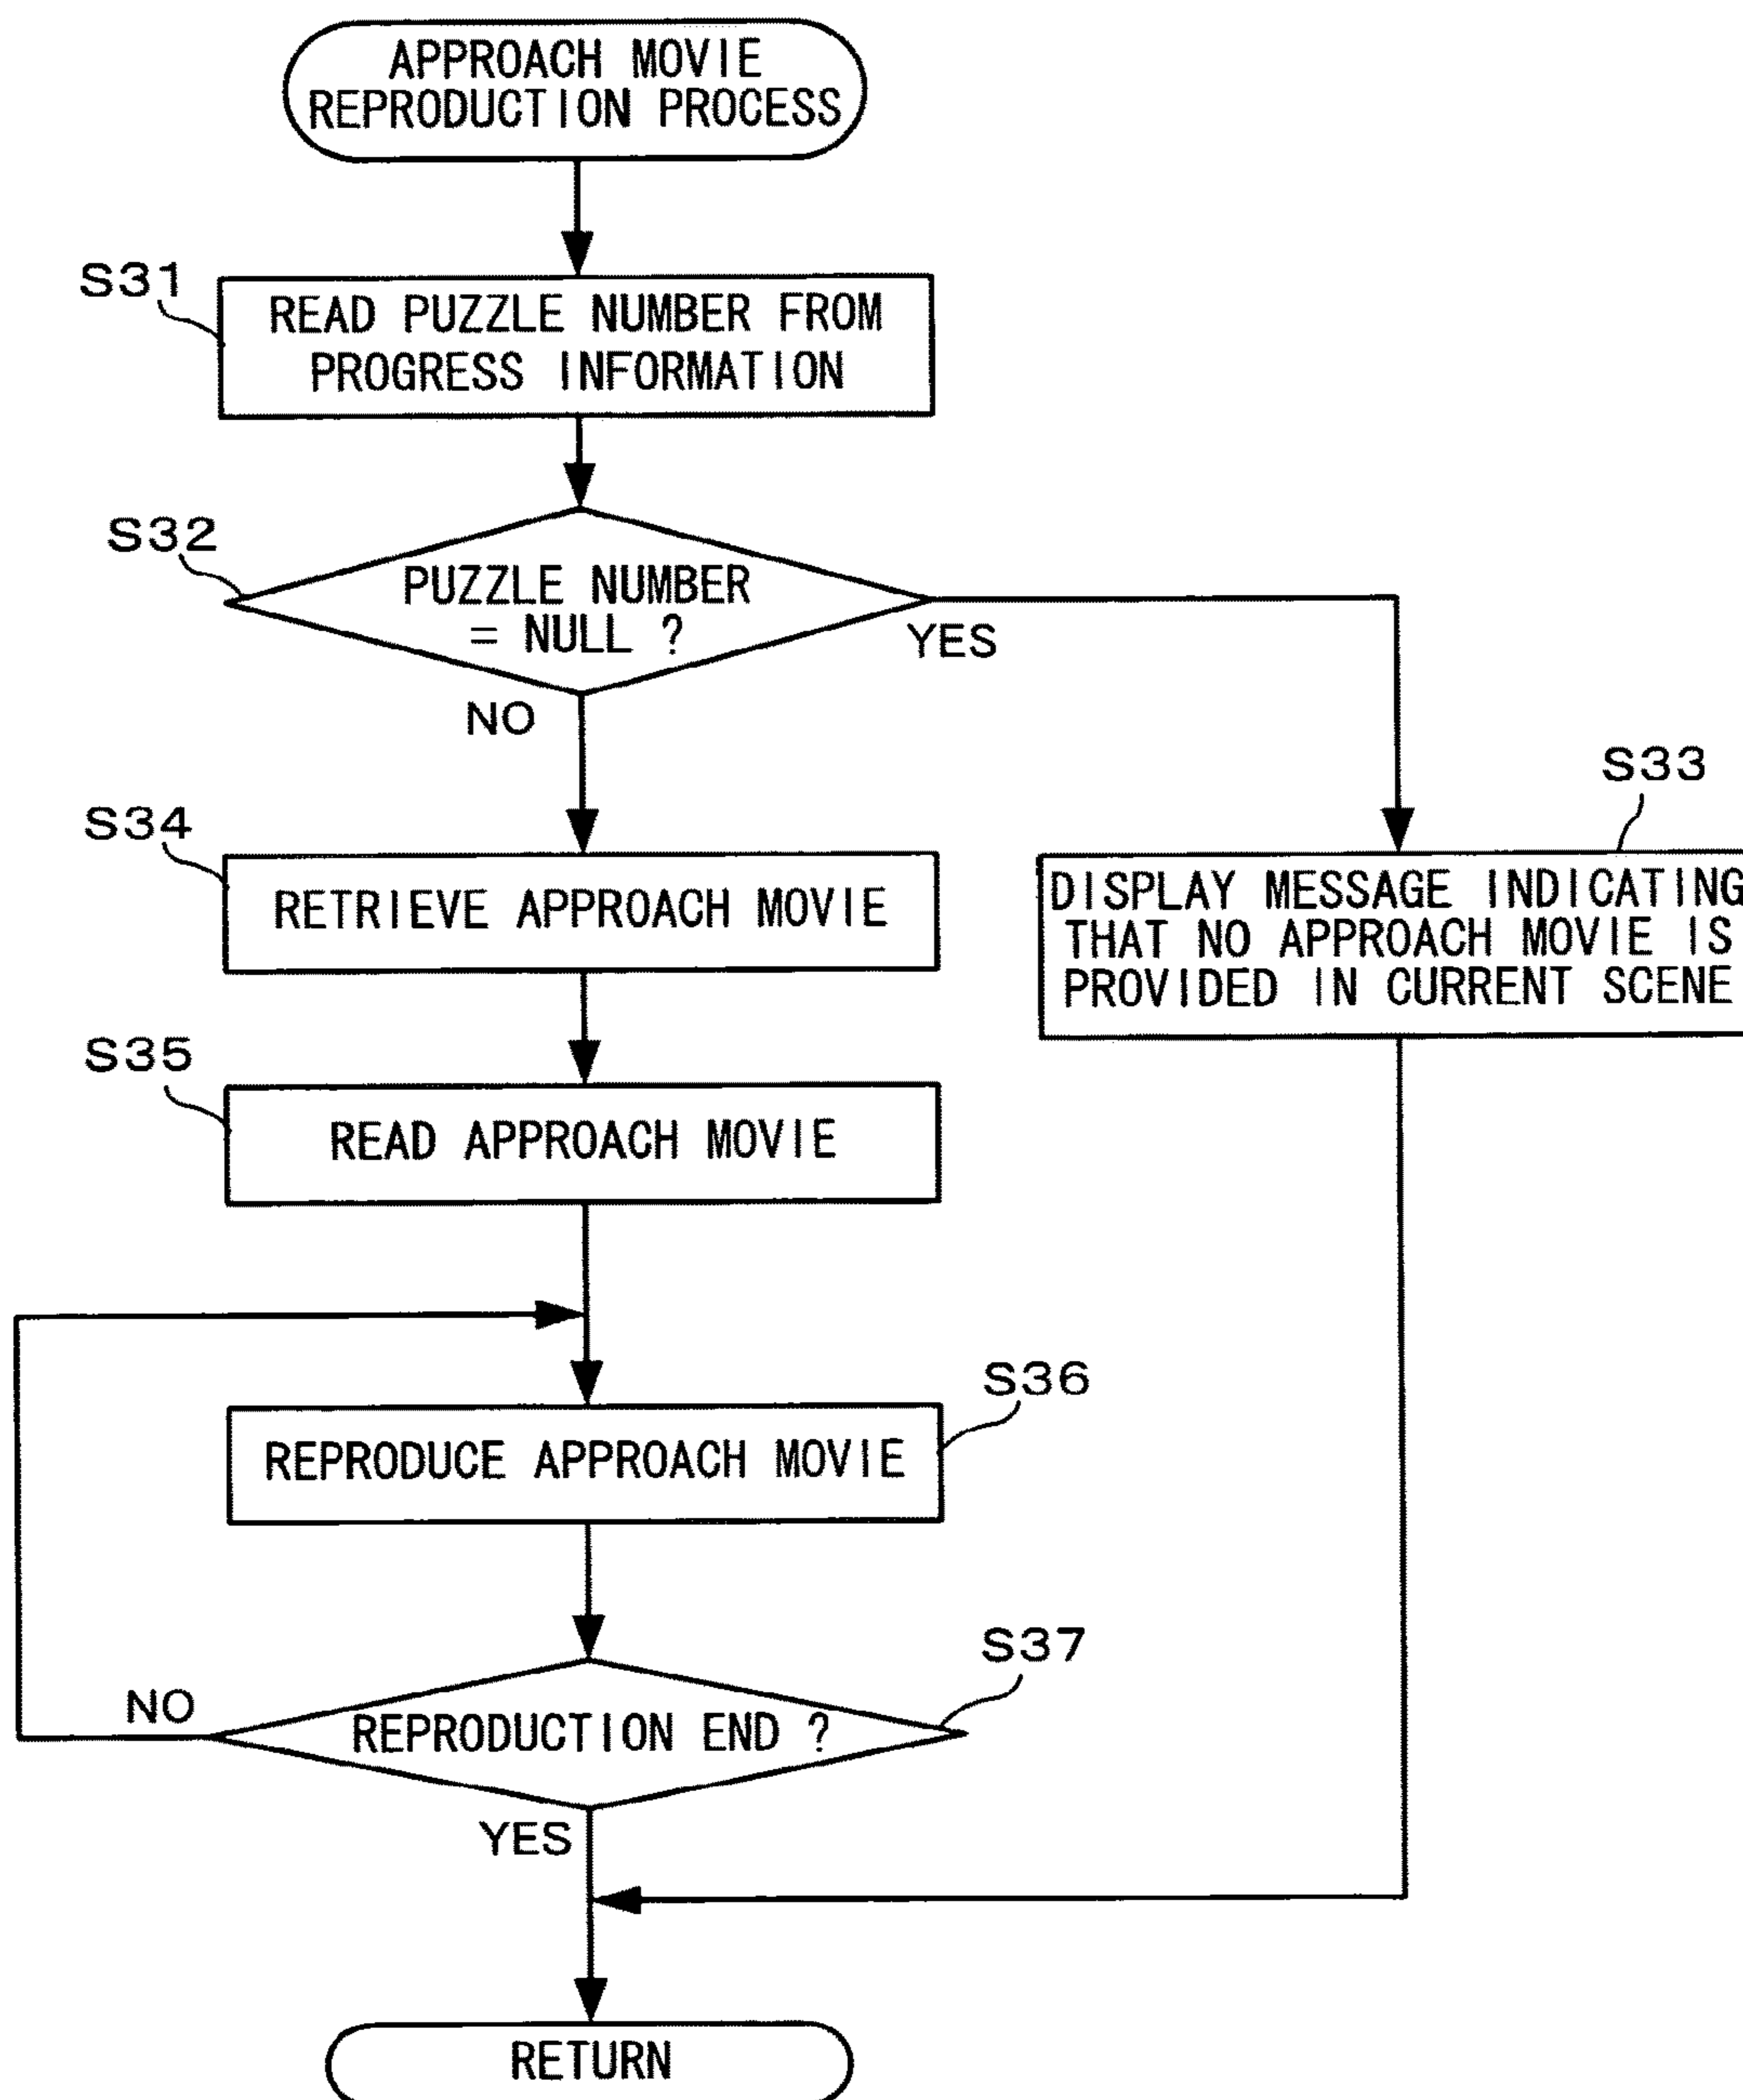 APPROACH MOVIE
REPRODUCTION PROCESS
S31
READ PUZZLE NUMBER FROM
PROGRESS INFORMATION
S32
PUZZLE NUMBER
= NULL ?
YES
NO
S33
DISPLAY MESSAGE INDICATING
THAT NO APPROACH MOVIE IS
PROVIDED IN CURRENT SCENE
S34
RETRIEVE APPROACH MOVIE
S35
READ APPROACH MOVIE
S36
REPRODUCE APPROACH MOVIE
S37
NO
REPRODUCTION END ?
YES
RETURN